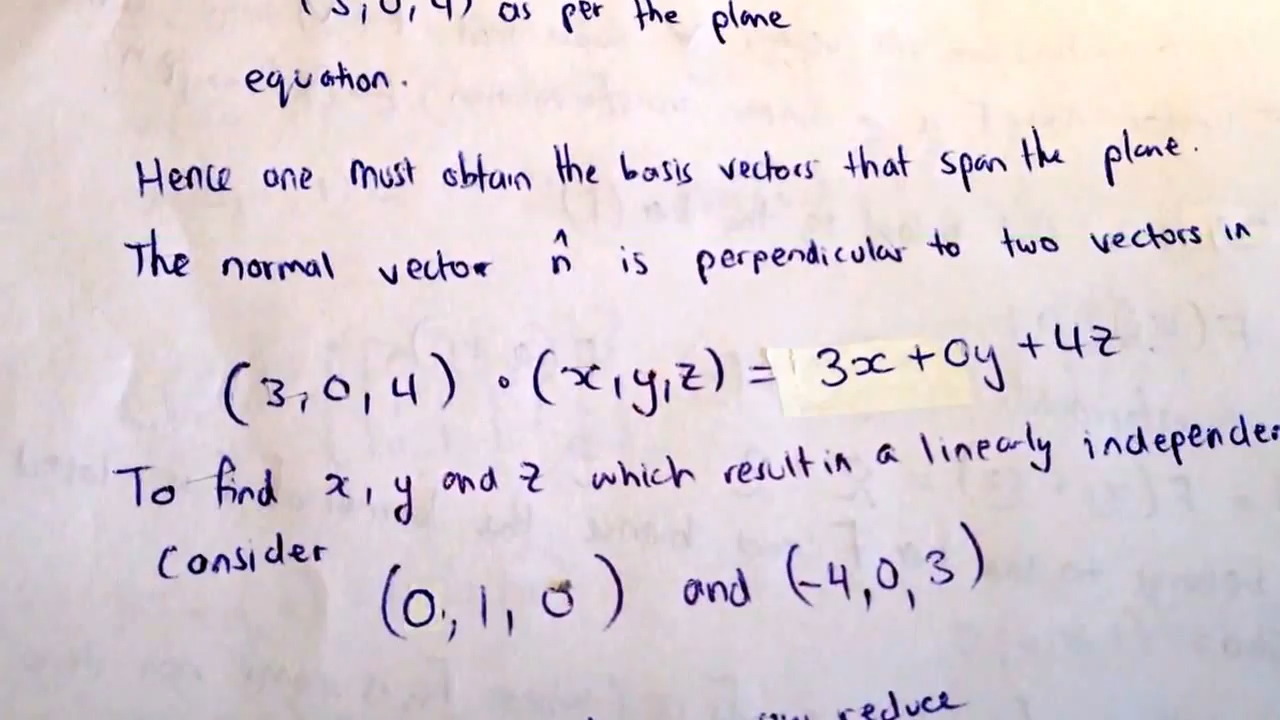 (3, 0, 4) as per the plane
equation.
Hence one must obtain the basis vectors that span the plane.
The normal vector n̂ is perpendicular to two vectors in
(3, 0, 4) • (x, y, z) = 3x + 0y + 4z
To find x, y and z which result in a linearly independe
Consider
(0, 1, 0) and (-4, 0, 3)
reduce